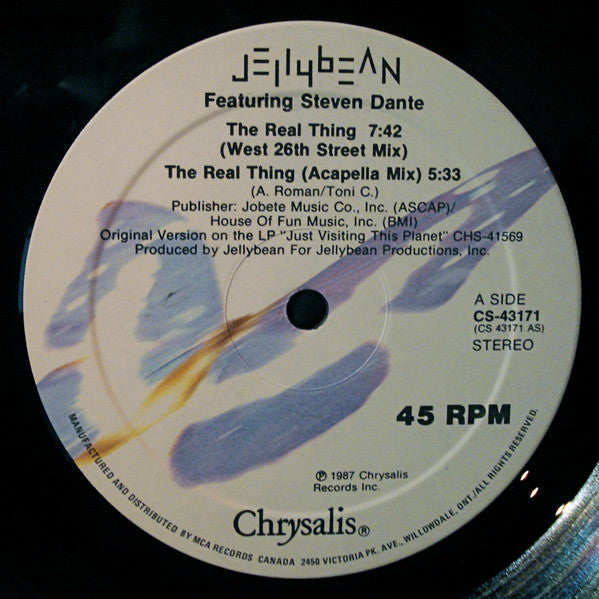 JELLYBEAN
Featuring Steven Dante
The Real Thing 7:42
(West 26th Street Mix)
The Real Thing (Acapella Mix) 5:33
(A. Roman/Toni C.)
Publisher: Jobete Music Co., Inc. (ASCAP)/
House Of Fun Music, Inc. (BMI)
Original Version on the LP "Just Visiting This Planet" CHS-41569
Produced by Jellybean For Jellybean Productions, Inc.
A SIDE
CS-43171
(CS 43171 AS)
STEREO
45 RPM
℗ 1987 Chrysalis
Records Inc.
Chrysalis®
MANUFACTURED AND DISTRIBUTED BY MCA RECORDS CANADA 2450 VICTORIA PK. AVE., WILLOWDALE, ONT./ALL RIGHTS RESERVED.